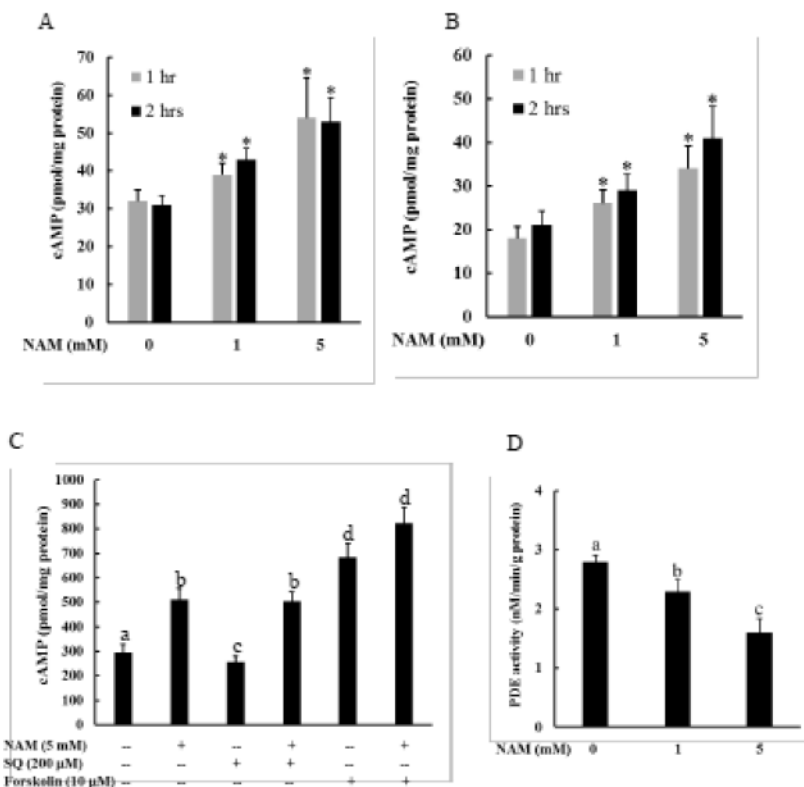 A
70
60
50
40
30
20
10
0
cAMP (pmol/mg protein)
1 hr
2 hrs
* * * *
NAM (mM) 0 1 5
B
60
50
40
30
20
10
0
cAMP (pmol/mg protein)
1 hr
2 hrs
* * * *
NAM (mM) 0 1 5
C
1000
900
800
700
600
500
400
300
200
100
0
cAMP (pmol/mg protein)
a b c b d d
NAM (5 mM) -- + -- + -- +
SQ (200 μM) -- -- + + -- --
Forskolin (10 μM) -- -- -- -- + +
D
4
3
2
1
0
PDE activity (nM/min/g protein)
a b c
NAM (mM) 0 1 5